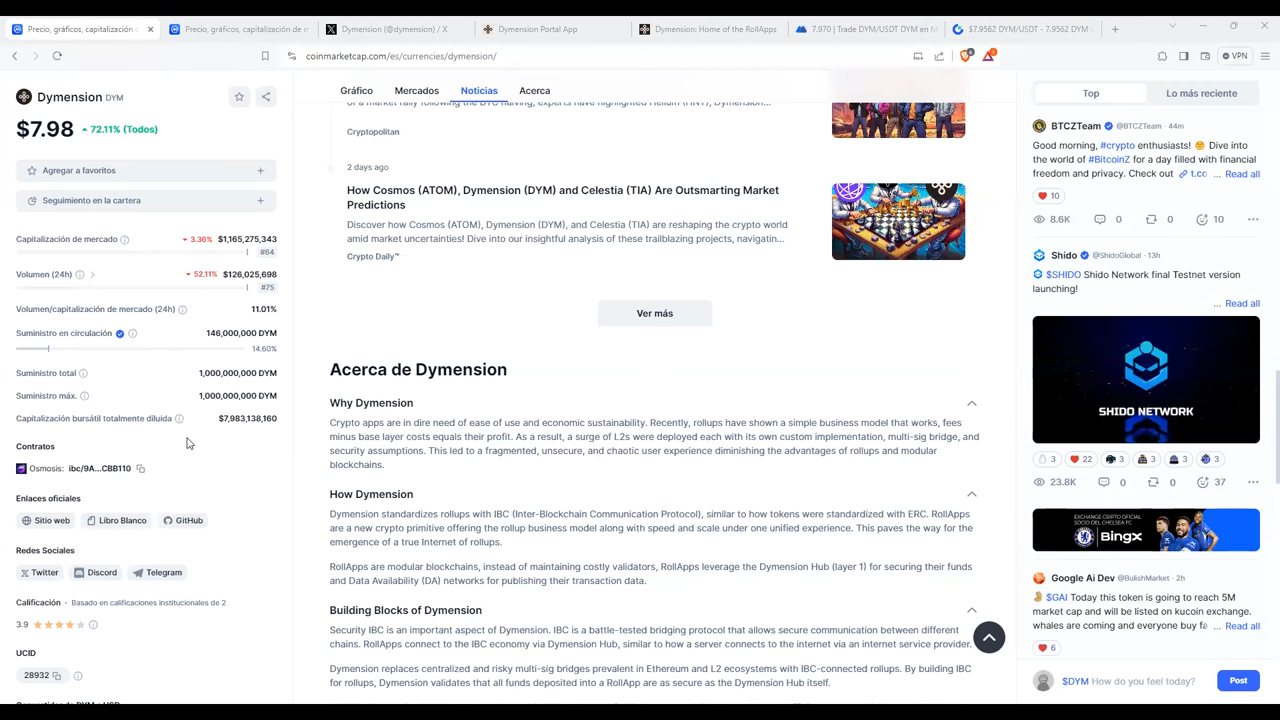 Precio, gráficos, capitalización d
Precio, gráficos, capitalización de m
Dymension (@dymension) / X
Dymension Portal App
Dymension: Home of the RollApps
7.970 | Trade DYM/USDT DYM en M
$7.9562 DYM/USDT - 7.9562 DYM U
coinmarketcap.com/es/currencies/dymension/
VPN
Dymension DYM
$7.98
72.11% (Todos)
Agregar a favoritos
Seguimiento en la cartera
Capitalización de mercado
3.36% $1,165,275,343
#64
Volumen (24h)
52.11% $126,025,698
#75
Volumen/capitalización de mercado (24h)
11.01%
Suministro en circulación
146,000,000 DYM
14.60%
Suministro total
1,000,000,000 DYM
Suministro máx.
1,000,000,000 DYM
Capitalización bursátil totalmente diluida
$7,983,138,160
Contratos
Osmosis: ibc/9A...CBB110
Enlaces oficiales
Sitio web
Libro Blanco
GitHub
Redes Sociales
Twitter
Discord
Telegram
Calificación · Basado en calificaciones institucionales de 2
3.9
UCID
28932
Gráfico
Mercados
Noticias
Acerca
of a market rally following the BTC halving, experts have highlighted Helium (HNT), Dymension...
Cryptopolitan
2 days ago
How Cosmos (ATOM), Dymension (DYM) and Celestia (TIA) Are Outsmarting Market
Predictions
Discover how Cosmos (ATOM), Dymension (DYM), and Celestia (TIA) are reshaping the crypto world
amid market uncertainties! Dive into our insightful analysis of these trailblazing projects, navigatin...
Crypto Daily™
Ver más
Acerca de Dymension
Why Dymension
Crypto apps are in dire need of ease of use and economic sustainability. Recently, rollups have shown a simple business model that works, fees
minus base layer costs equals their profit. As a result, a surge of L2s were deployed each with its own custom implementation, multi-sig bridge, and
security assumptions. This led to a fragmented, unsecure, and chaotic user experience diminishing the advantages of rollups and modular
blockchains.
How Dymension
Dymension standardizes rollups with IBC (Inter-Blockchain Communication Protocol), similar to how tokens were standardized with ERC. RollApps
are a new crypto primitive offering the rollup business model along with speed and scale under one unified experience. This paves the way for the
emergence of a true Internet of rollups.
RollApps are modular blockchains, instead of maintaining costly validators, RollApps leverage the Dymension Hub (layer 1) for securing their funds
and Data Availability (DA) networks for publishing their transaction data.
Building Blocks of Dymension
Security IBC is an important aspect of Dymension. IBC is a battle-tested bridging protocol that allows secure communication between different
chains. RollApps connect to the IBC economy via Dymension Hub, similar to how a server connects to the internet via an internet service provider.
Dymension replaces centralized and risky multi-sig bridges prevalent in Ethereum and L2 ecosystems with IBC-connected rollups. By building IBC
for rollups, Dymension validates that all funds deposited into a RollApp are as secure as the Dymension Hub itself.
Top
Lo más reciente
BTCZTeam @BTCZTeam · 44m
Good morning, #crypto enthusiasts! Dive into
the world of #BitcoinZ for a day filled with financial
freedom and privacy. Check out t.cc ... Read all
10
8.6K 0 0 10
Shido @ShidoGlobal · 13h
$SHIDO Shido Network final Testnet version
launching!
... Read all
SHIDO NETWORK
3 22 3 3 3 3
23.8K 0 0 37
EXCHANGE CRIPTO OFICIAL
SOCIO DEL CHELSEA FC
BingX
Google Ai Dev @BullshMarket · 2h
$GAI Today this token is going to reach 5M
market cap and will be listed on kucoin exchange.
whales are coming and everyone buy fa ... Read all
6
$DYM How do you feel today?
Post